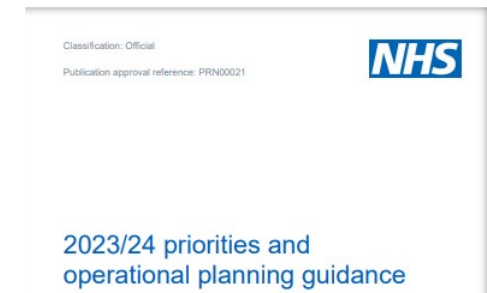 Classification: Official
Publication approval reference: PRN00021
NHS
2023/24 priorities and
operational planning guidance